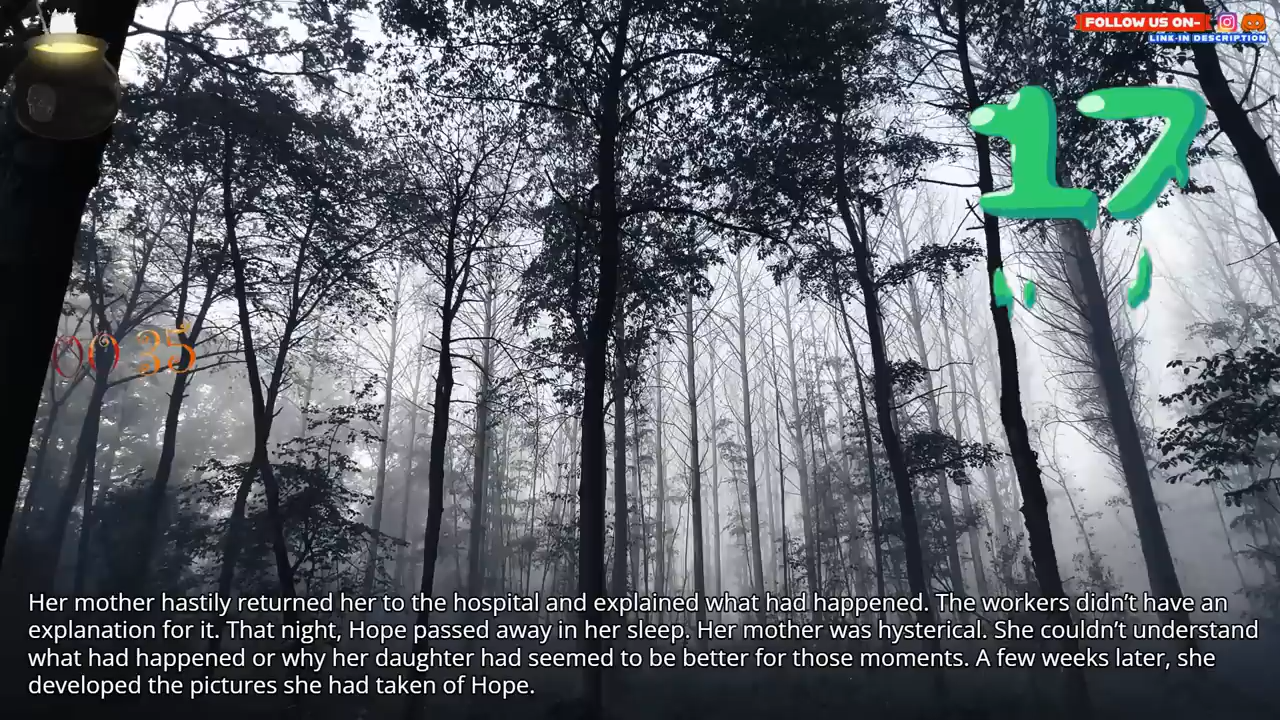 FOLLOW US ON-
LINK-IN DESCRIPTION
17
00 35
Her mother hastily returned her to the hospital and explained what had happened. The workers didn’t have an
explanation for it. That night, Hope passed away in her sleep. Her mother was hysterical. She couldn’t understand
what had happened or why her daughter had seemed to be better for those moments. A few weeks later, she
developed the pictures she had taken of Hope.